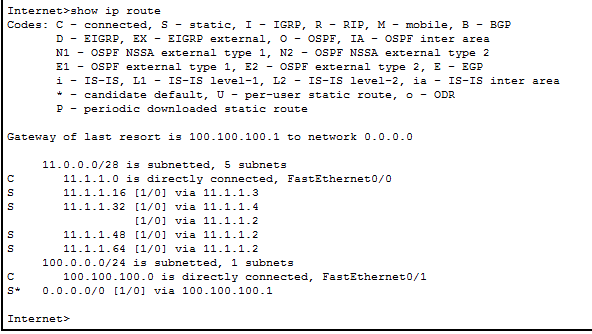 Internet>show ip route
Codes: C - connected, S - static, I - IGRP, R - RIP, M - mobile, B - BGP
D - EIGRP, EX - EIGRP external, O - OSPF, IA - OSPF inter area
N1 - OSPF NSSA external type 1, N2 - OSPF NSSA external type 2
E1 - OSPF external type 1, E2 - OSPF external type 2, E - EGP
i - IS-IS, L1 - IS-IS level-1, L2 - IS-IS level-2, ia - IS-IS inter area
* - candidate default, U - per-user static route, o - ODR
P - periodic downloaded static route
Gateway of last resort is 100.100.100.1 to network 0.0.0.0
11.0.0.0/28 is subnetted, 5 subnets
C 11.1.1.0 is directly connected, FastEthernet0/0
S 11.1.1.16 [1/0] via 11.1.1.3
S 11.1.1.32 [1/0] via 11.1.1.4
[1/0] via 11.1.1.2
S 11.1.1.48 [1/0] via 11.1.1.2
S 11.1.1.64 [1/0] via 11.1.1.2
100.0.0.0/24 is subnetted, 1 subnets
C 100.100.100.0 is directly connected, FastEthernet0/1
S* 0.0.0.0/0 [1/0] via 100.100.100.1
Internet>